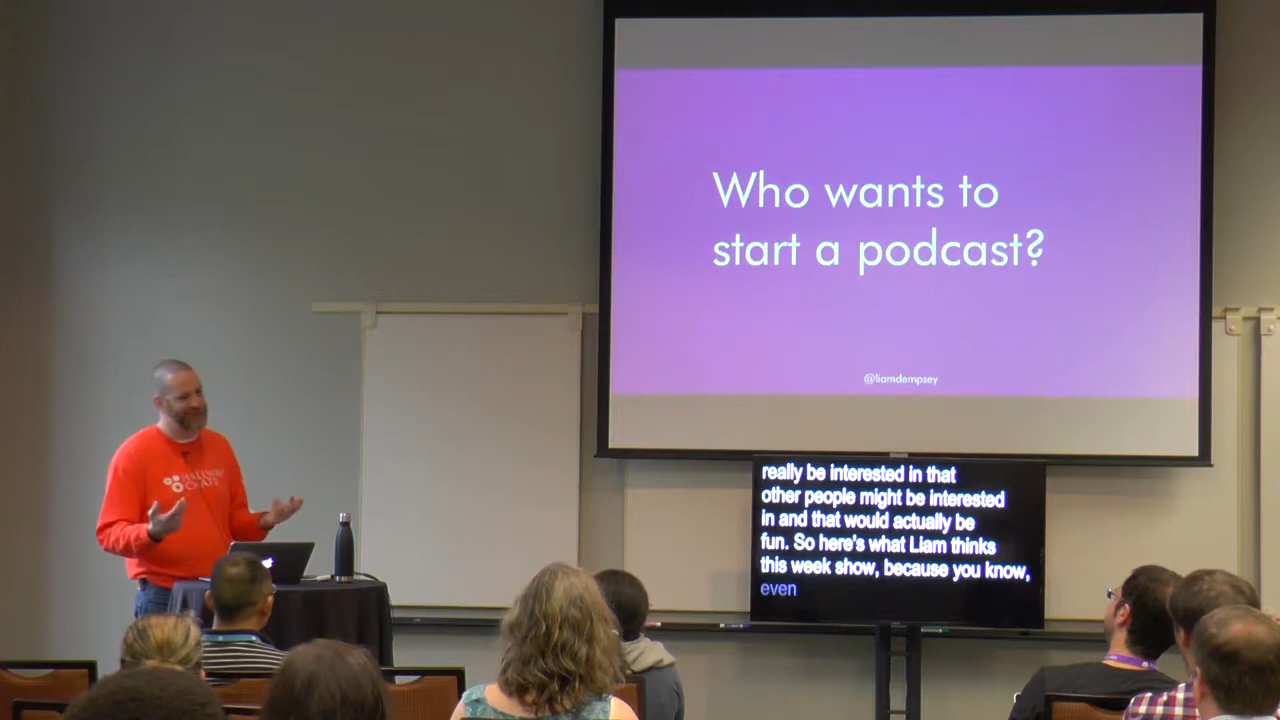 Who wants to
start a podcast?
@liamdempsey
really be interested in that
other people might be interested
in and that would actually be
fun. So here's what Liam thinks
this week show, because you know,
even